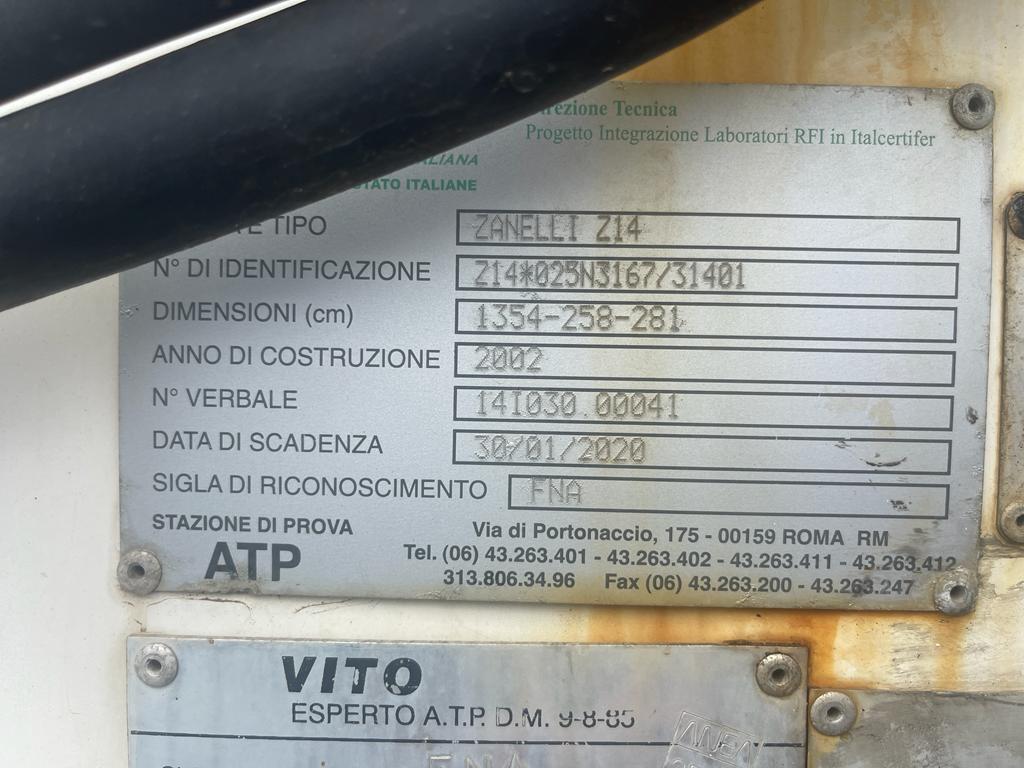 Tecnica
Progetto Integrazione Laboratori RFI in Italcertifer
ITALIANE
TIPO ZANELLI Z14
N° DI IDENTIFICAZIONE Z14*025N3167/31401
DIMENSIONI (cm) 1354-258-281
ANNO DI COSTRUZIONE 2002
N° VERBALE 14I030.00041
DATA DI SCADENZA 30/01/2020
SIGLA DI RICONOSCIMENTO FNA
STAZIONE DI PROVA
ATP
Via di Portonaccio, 175 - 00159 ROMA RM
Tel. (06) 43.263.401 - 43.263.402 - 43.263.411 - 43.263.412
313.806.34.96 Fax (06) 43.263.200 - 43.263.247
VITO
ESPERTO A.T.P. D.M. 9-8-85
FNA